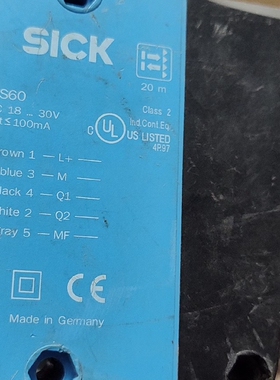 SICK
S60
20 m
C 18 ... 30V
t ≤ 100mA
Class 2
Ind.Cont.Eq.
C UL US LISTED
4R97
rown 1 — L+ —
blue 3 — M —
lack 4 — Q1 —
hite 2 — Q2 —
ray 5 — MF —
CE
Made in Germany